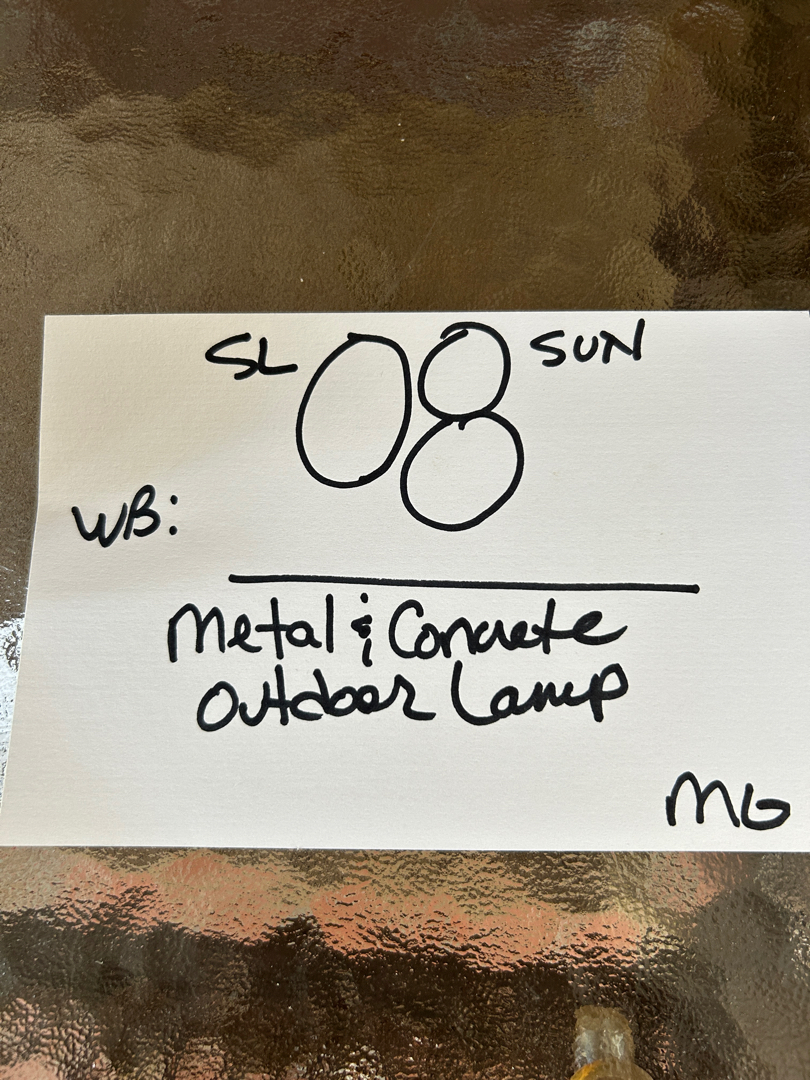 SL 08 SUN
WB:
Metal & Concrete
Outdoor Lamp
MG